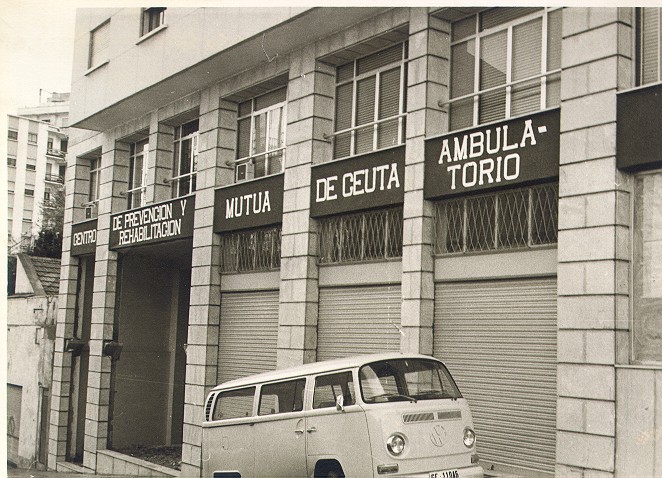 CENTRO
DE PREVENCION Y
REHABILITACION
MUTUA
DE CEUTA
AMBULA-
TORIO